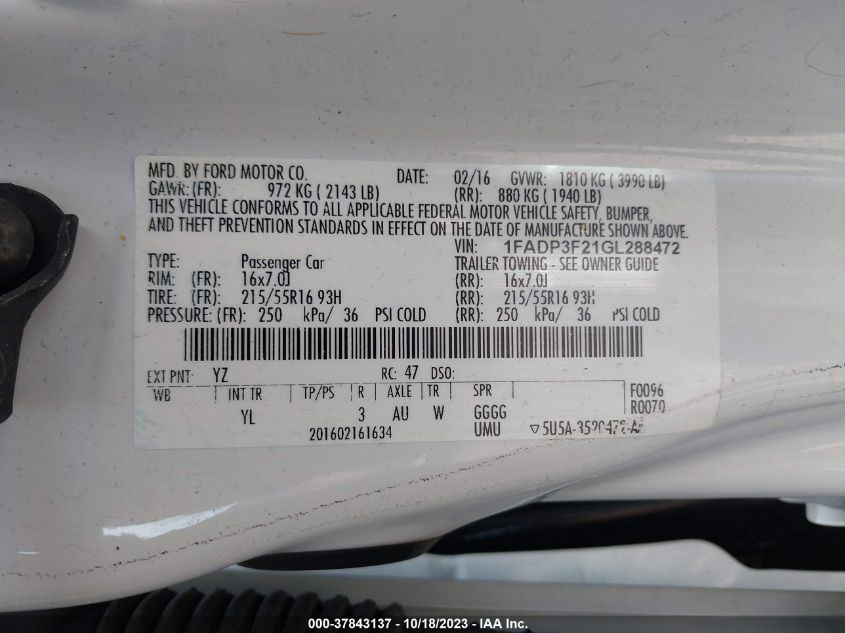 MFD. BY FORD MOTOR CO. DATE: 02/16 GVWR: 1810 KG ( 3990 LB)
GAWR: (FR): 972 KG ( 2143 LB) (RR): 880 KG ( 1940 LB)
THIS VEHICLE CONFORMS TO ALL APPLICABLE FEDERAL MOTOR VEHICLE SAFETY, BUMPER,
AND THEFT PREVENTION STANDARDS IN EFFECT ON THE DATE OF MANUFACTURE SHOWN ABOVE.
VIN: 1FADP3F21GL288472
TYPE: Passenger Car TRAILER TOWING - SEE OWNER GUIDE
RIM: (FR): 16x7.0J (RR): 16x7.0J
TIRE: (FR): 215/55R16 93H (RR): 215/55R16 93H
PRESSURE: (FR): 250 kPa/ 36 PSI COLD (RR): 250 kPa/ 36 PSI COLD
EXT PNT: YZ RC: 47 DSO:
WB INT TR TP/PS R AXLE TR SPR F0096
YL 3 AU W GGGG R0070
201602161634 UMU
000-37843137 - 10/18/2023 - IAA Inc.